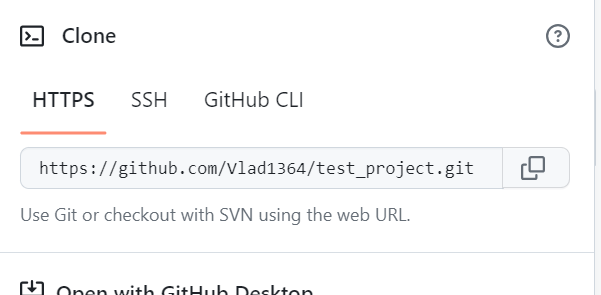 Clone
HTTPS SSH GitHub CLI
https://github.com/Vlad1364/test_project.git
Use Git or checkout with SVN using the web URL.
Open with GitHub Desktop